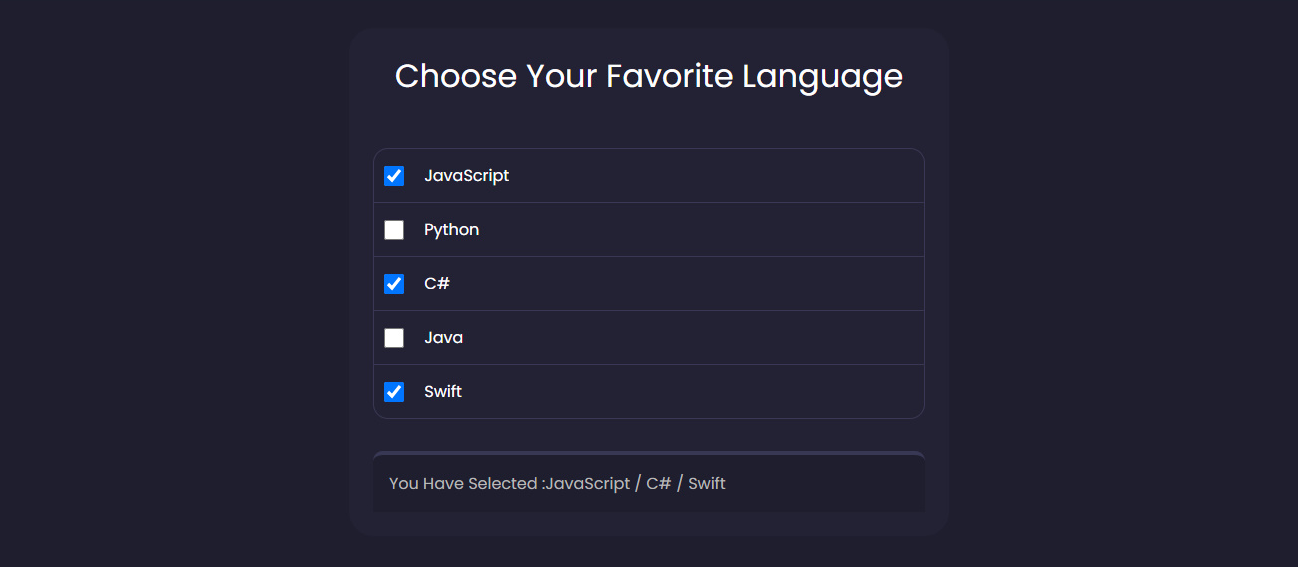 Choose Your Favorite Language
JavaScript
Python
C#
Java
Swift
You Have Selected :JavaScript / C# / Swift